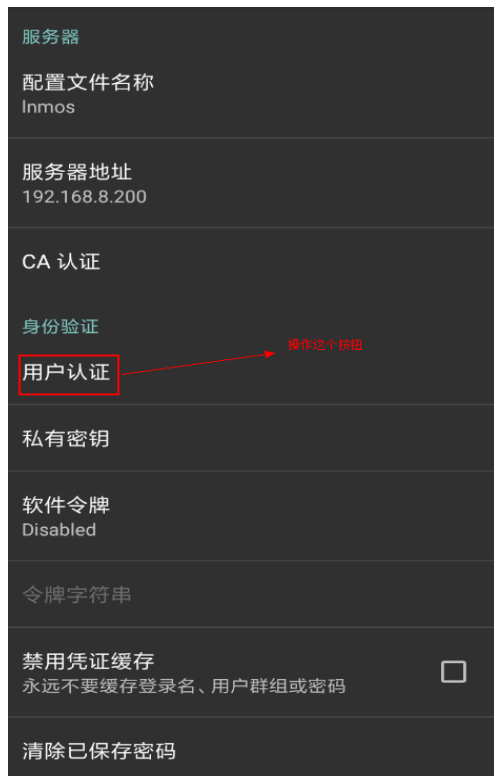 服务器
配置文件名称
lnmos
服务器地址
192.168.8.200
CA 认证
身份验证
操作这个按钮
用户认证
私有密钥
软件令牌
Disabled
令牌字符串
禁用凭证缓存
永远不要缓存登录名、用户群组或密码
清除已保存密码